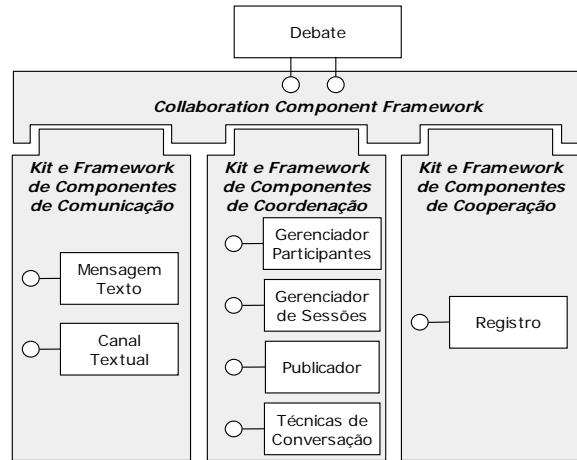 Debate
Collaboration Component Framework
Kit e Framework
de Componentes
de Comunicação
Mensagem
Texto
Canal
Textual
Kit e Framework
de Componentes
de Coordenação
Gerenciador
Participantes
Gerenciador
de Sessões
Publicador
Técnicas de
Conversação
Kit e Framework
de Componentes
de Cooperação
Registro